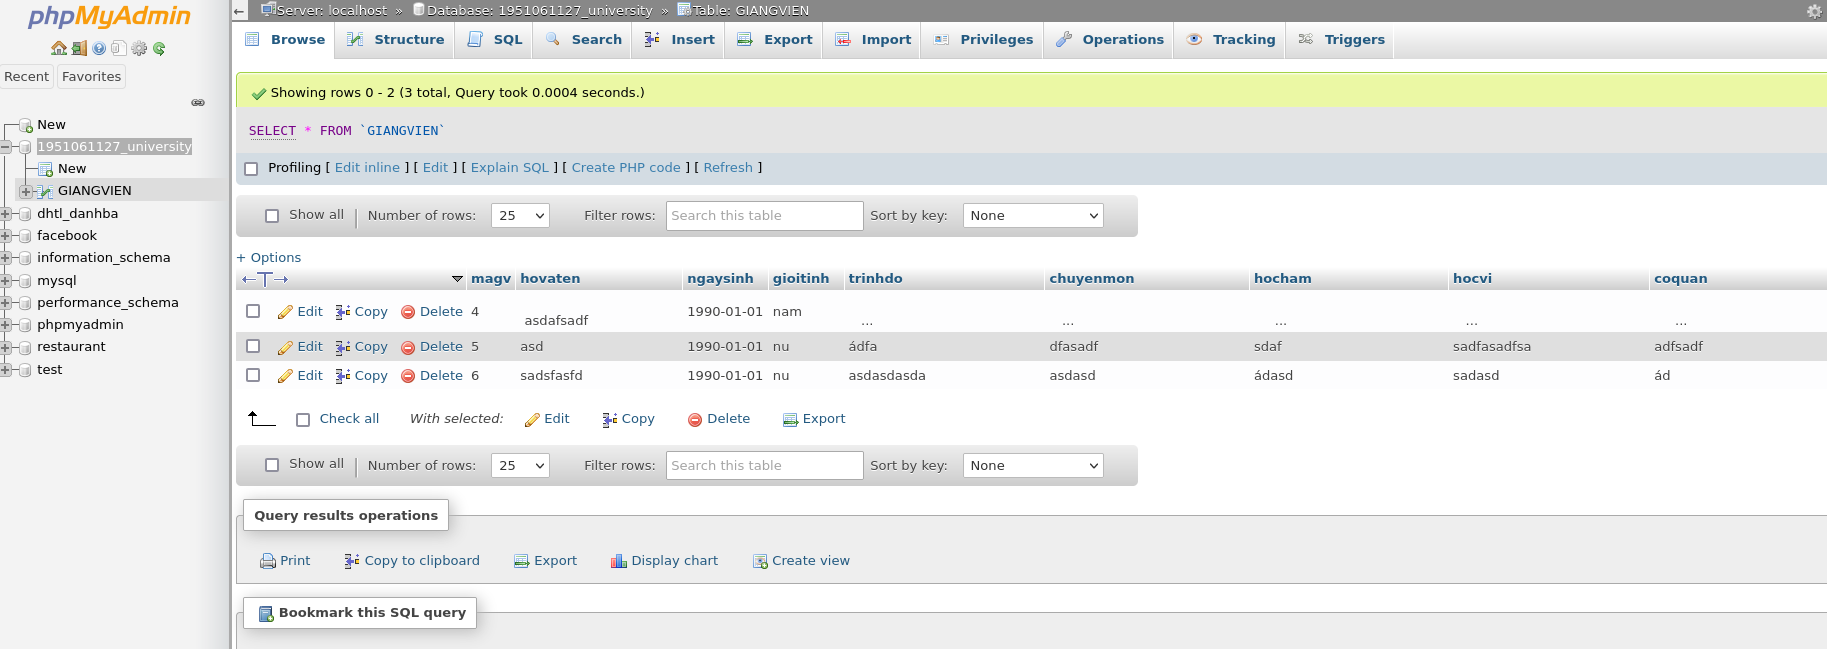 phpMyAdmin
Recent Favorites
New
1951061127_university
New
GIANGVIEN
dhtl_danhba
facebook
information_schema
mysql
performance_schema
phpmyadmin
restaurant
test
Server: localhost » Database: 1951061127_university » Table: GIANGVIEN
Browse Structure SQL Search Insert Export Import Privileges Operations Tracking Triggers
Showing rows 0 - 2 (3 total, Query took 0.0004 seconds.)
SELECT * FROM `GIANGVIEN`
Profiling [ Edit inline ] [ Edit ] [ Explain SQL ] [ Create PHP code ] [ Refresh ]
Show all | Number of rows: 25 Filter rows: Search this table Sort by key: None
+ Options
←T→ magv hovaten ngaysinh gioitinh trinhdo chuyenmon hocham hocvi coquan
Edit Copy Delete 4 asdafsadf 1990-01-01 nam ... ... ... ... ...
Edit Copy Delete 5 asd 1990-01-01 nu ádfa dfasadf sdaf sadfasadfsa adfsadf
Edit Copy Delete 6 sadsfasfd 1990-01-01 nu asdasdasda asdasd ádasd sadasd ád
Check all With selected: Edit Copy Delete Export
Show all | Number of rows: 25 Filter rows: Search this table Sort by key: None
Query results operations
Print Copy to clipboard Export Display chart Create view
Bookmark this SQL query